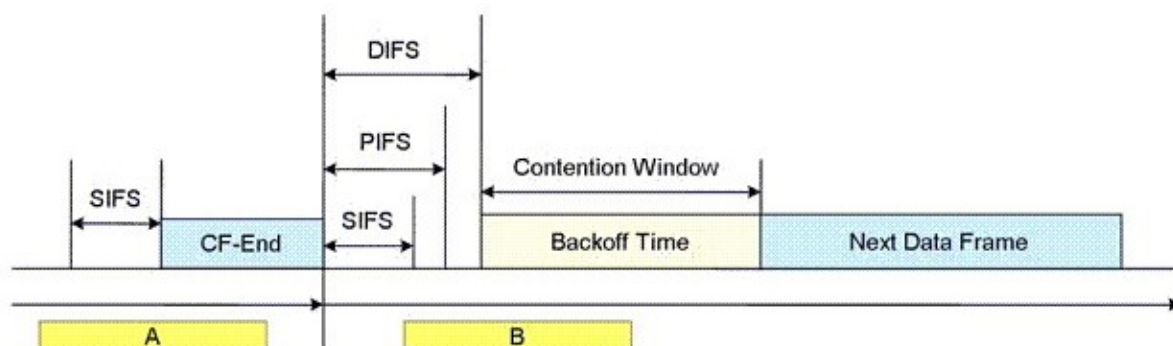 DIFS
PIFS
Contention Window
SIFS
SIFS
CF-End
Backoff Time
Next Data Frame
A
B